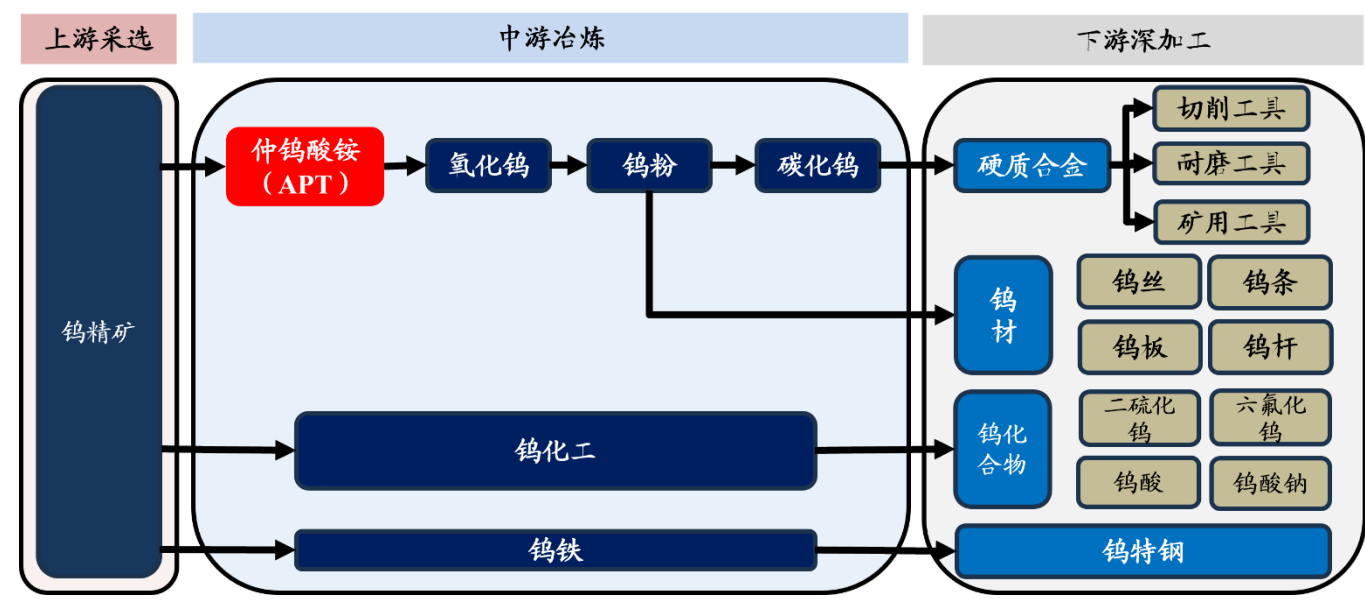 上游采选
中游冶炼
下游深加工
钨精矿
仲钨酸铵
（APT）
氧化钨
钨粉
碳化钨
硬质合金
切削工具
耐磨工具
矿用工具
钨
材
钨丝
钨条
钨板
钨杆
钨化工
钨化
合物
二硫化
钨
六氟化
钨
钨酸
钨酸钠
钨铁
钨特钢